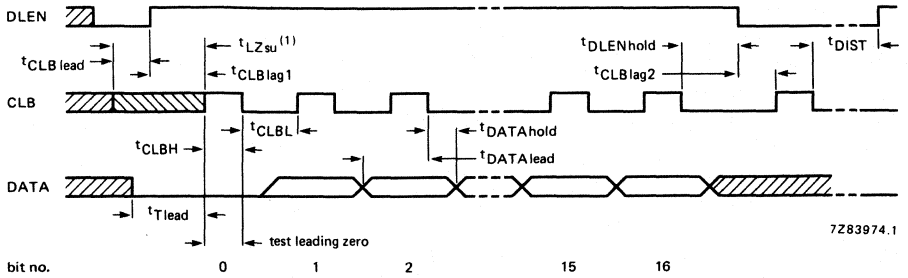 DLEN
tLZsu(1)
tDLENhold
tDIST
tCLBlead
tCLBlag1
tCLBlag2
CLB
tCLBL
tDATAhold
tCLBH
tDATAlead
DATA
tTlead
7Z83974.1
test leading zero
bit no. 0 1 2 15 16